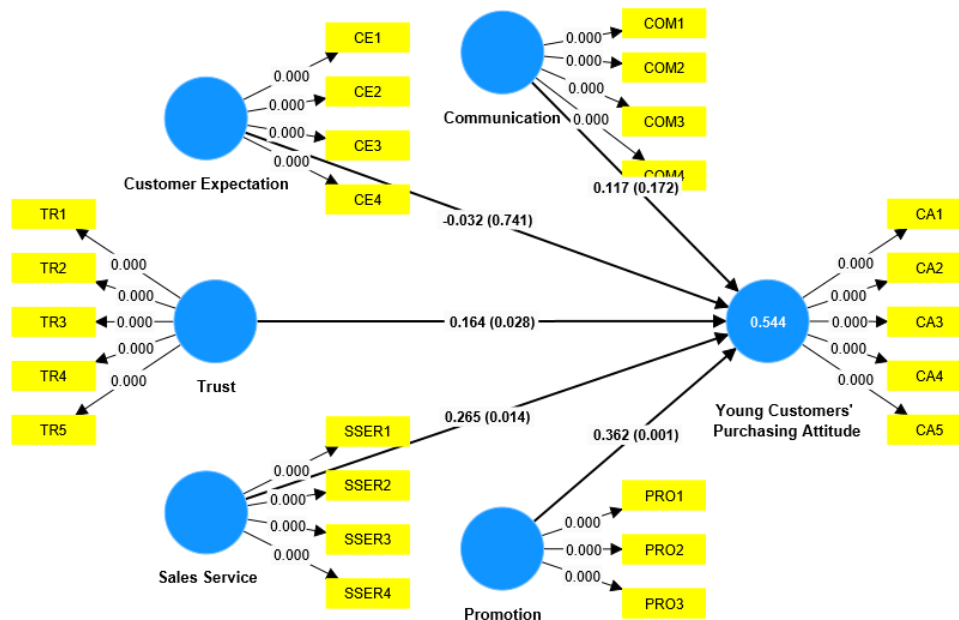 CE1
0.000
CE2
0.000
CE3
0.000
CE4
0.000
Customer Expectation
COM1
0.000
COM2
0.000
COM3
0.000
COM4
0.000
Communication
0.117 (0.172)
-0.032 (0.741)
TR1
0.000
TR2
0.000
TR3
0.000
TR4
0.000
TR5
0.000
Trust
0.164 (0.028)
0.544
Young Customers'
Purchasing Attitude
CA1
0.000
CA2
0.000
CA3
0.000
CA4
0.000
CA5
0.000
0.265 (0.014)
0.362 (0.001)
SSER1
0.000
SSER2
0.000
SSER3
0.000
SSER4
0.000
Sales Service
PRO1
0.000
PRO2
0.000
PRO3
0.000
Promotion